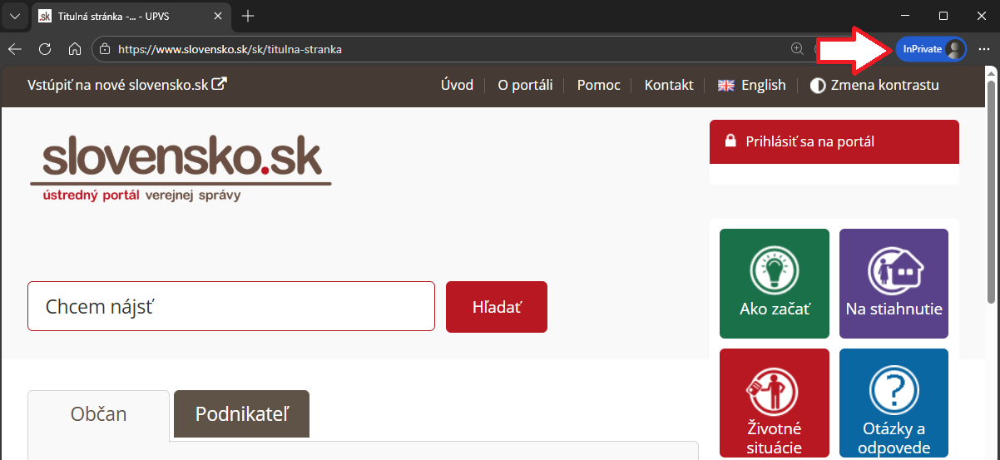 .sk Titulná stránka -... - UPVS
https://www.slovensko.sk/sk/titulna-stranka
InPrivate
Vstúpiť na nové slovensko.sk
Úvod
O portáli
Pomoc
Kontakt
English
Zmena kontrastu
slovensko.sk
ústredný portál verejnej správy
Prihlásiť sa na portál
Chcem nájsť
Hľadať
Ako začať
Na stiahnutie
Občan
Podnikateľ
Životné
situácie
Otázky a
odpovede